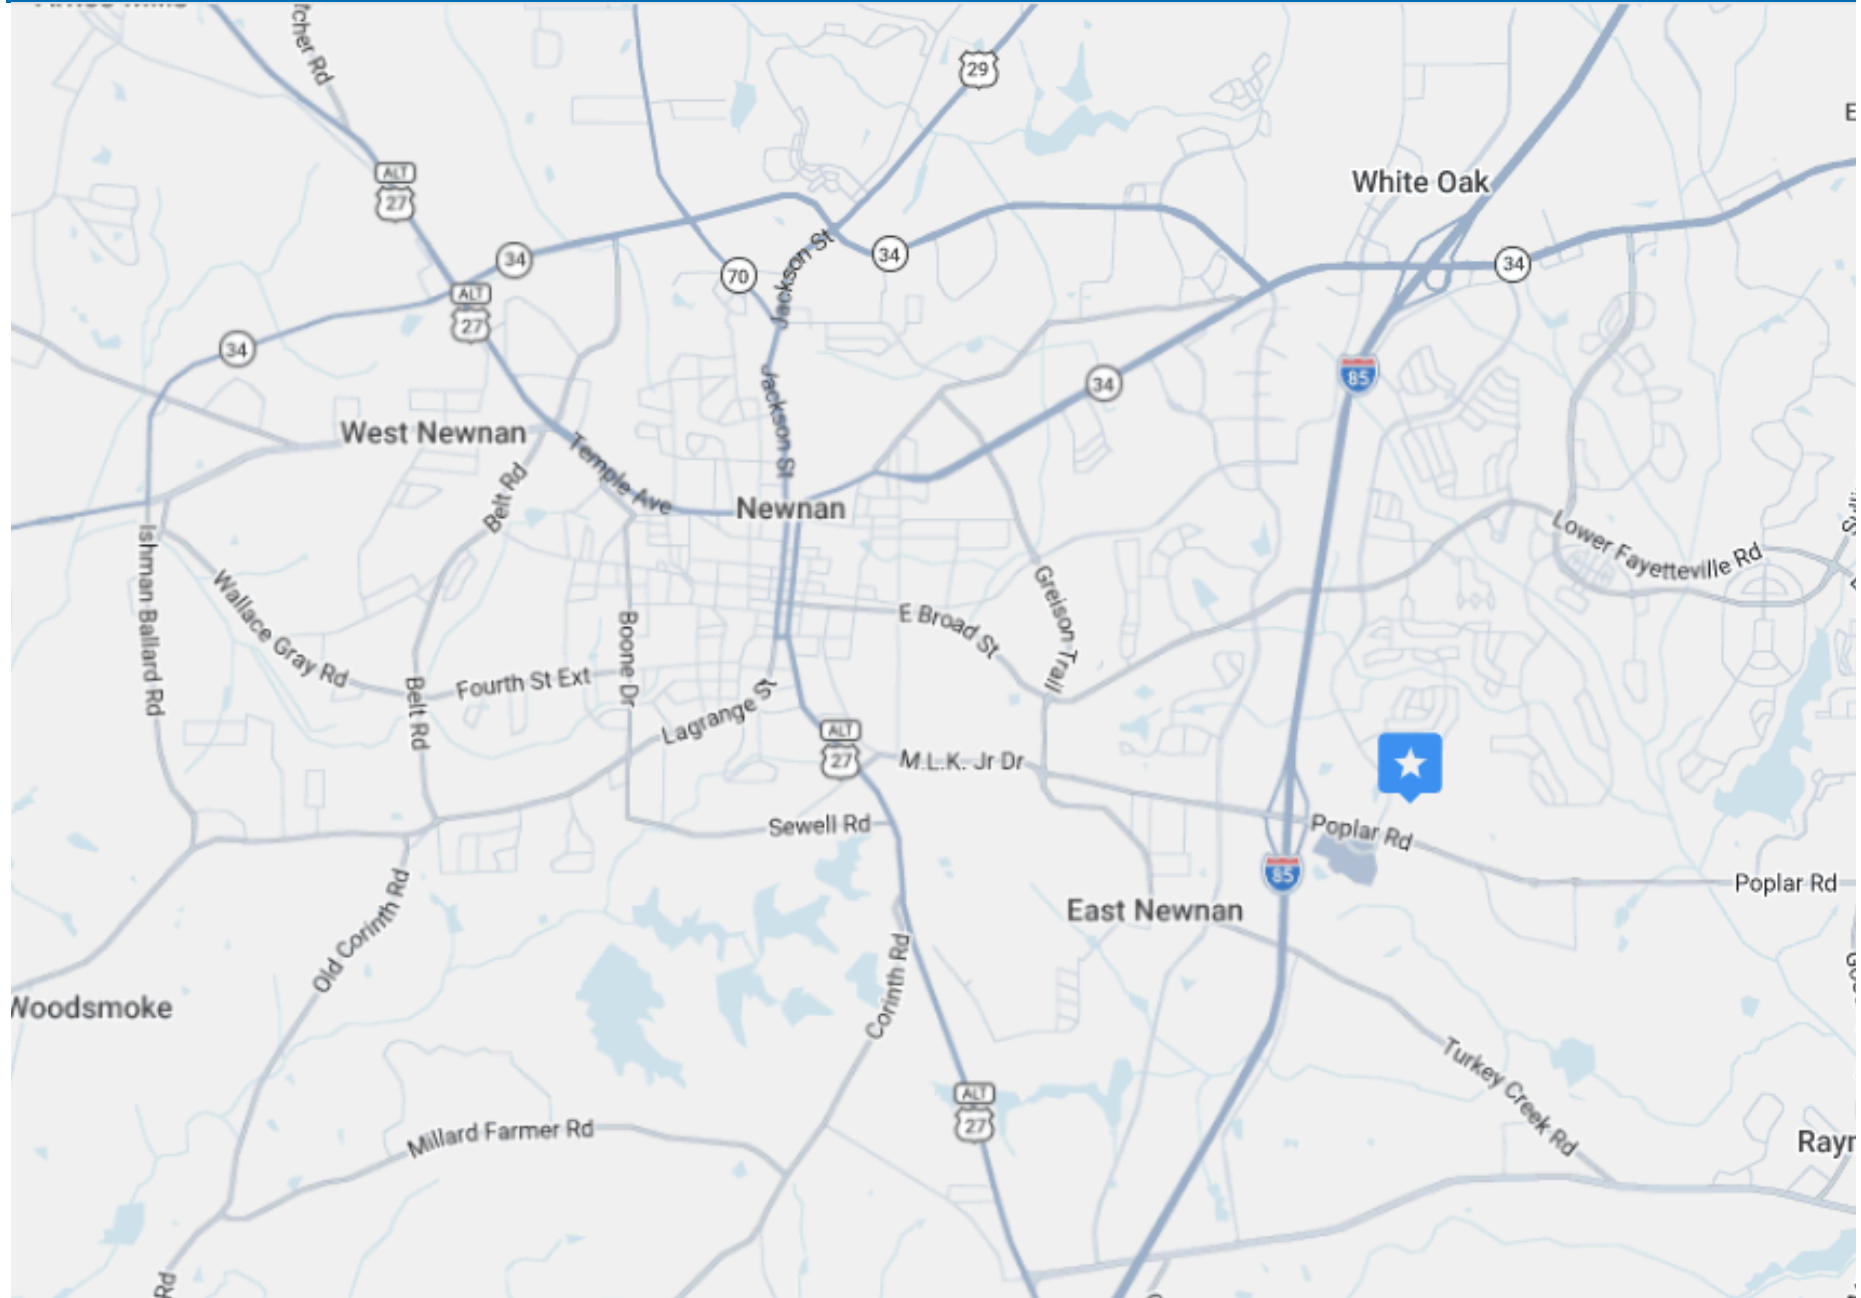 29
White Oak
ALT
27
34
34
34
70
Jackson St
ALT
27
34
34
85
Jackson St
West Newnan
Temple Ave
Belt Rd
Newnan
Lower Fayetteville Rd
Ishman Ballard Rd
Wallace Gray Rd
Greison Trail
E Broad St
Boone Dr
Fourth St Ext
Belt Rd
Lagrange St
ALT
27
M.L.K. Jr Dr
Sewell Rd
Poplar Rd
85
Poplar Rd
East Newnan
Old Corinth Rd
Corinth Rd
Woodsmoke
Turkey Creek Rd
ALT
27
Millard Farmer Rd
Rd